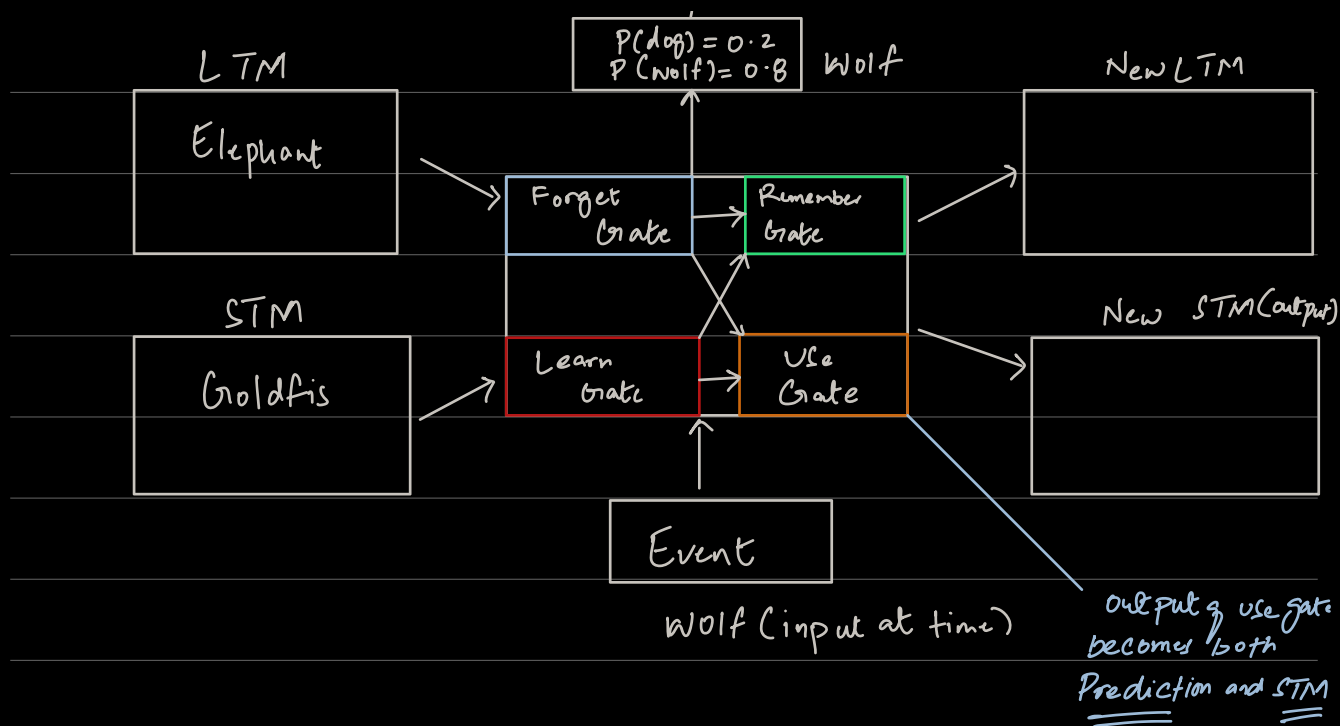 P(dog) = 0.2
P(wolf) = 0.8
Wolf
LTM
New LTM
Elephant
Forget
Gate
Remember
Gate
STM
New STM(output)
Goldfis
Learn
Gate
Use
Gate
Event
Wolf (input at time)
output of use gate
becomes both
Prediction and STM